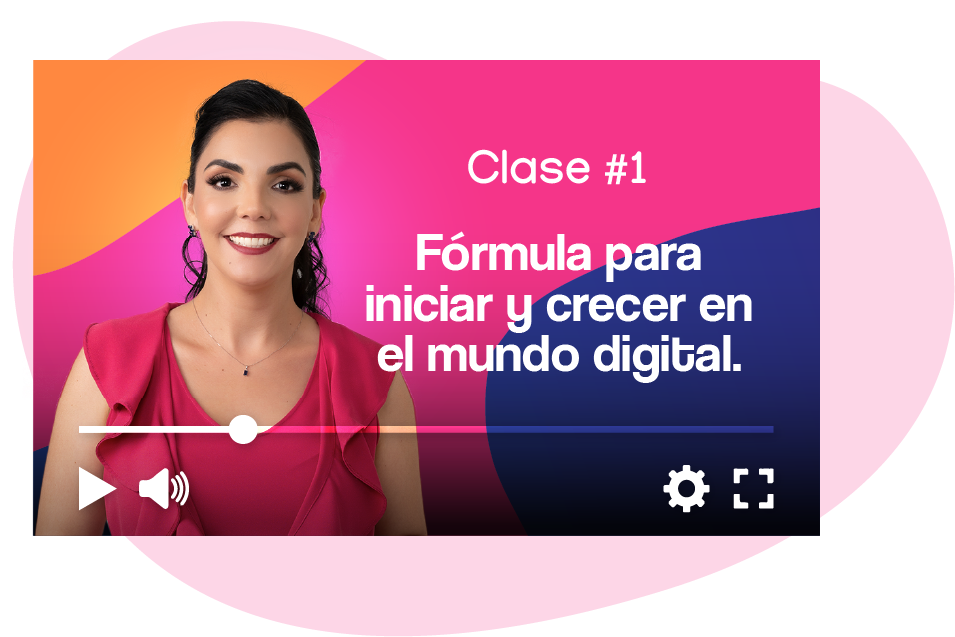 Clase #1
Fórmula para
iniciar y crecer en
el mundo digital.